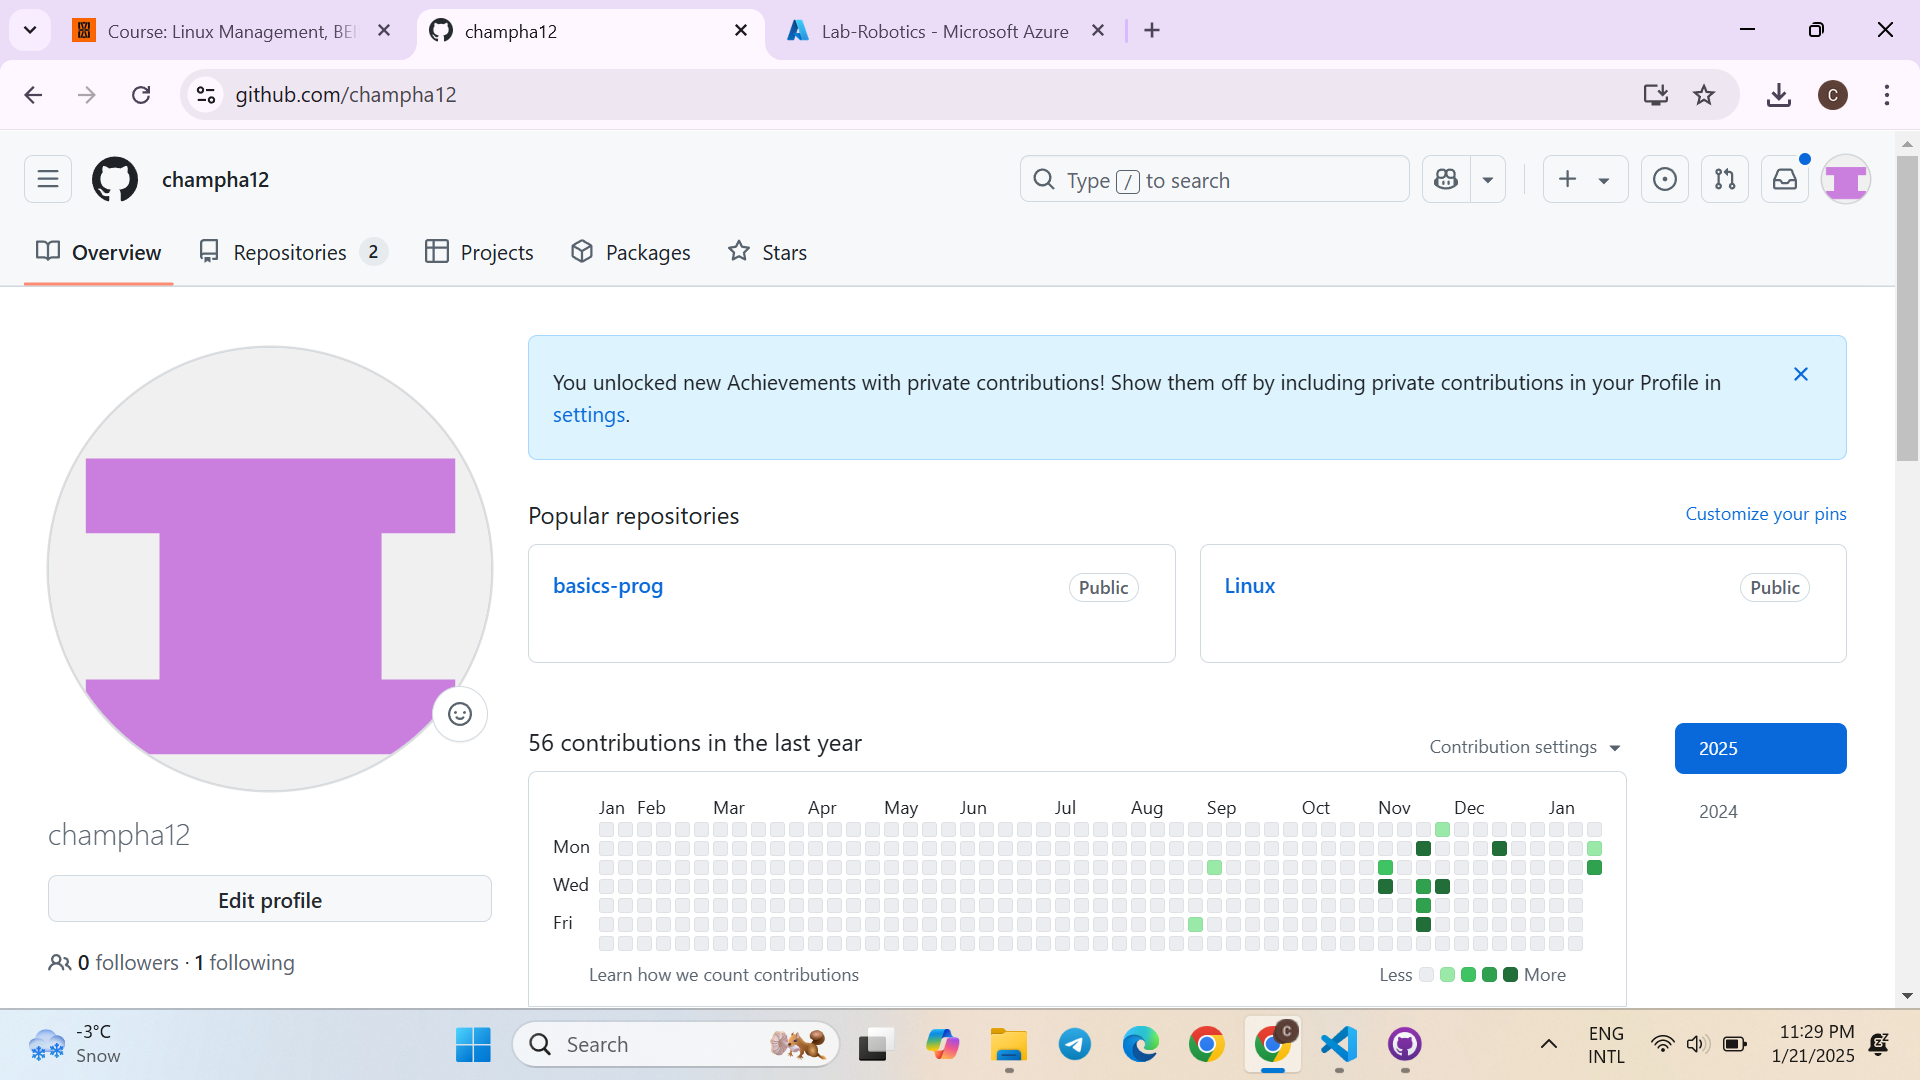 Course: Linux Management, BE
champha12
Lab-Robotics - Microsoft Azure
github.com/champha12
C
champha12
Type / to search
Overview
Repositories 2
Projects
Packages
Stars
You unlocked new Achievements with private contributions! Show them off by including private contributions in your Profile in
settings.
Popular repositories
Customize your pins
basics-prog
Public
Linux
Public
56 contributions in the last year
Contribution settings
2025
2024
Jan Feb Mar Apr May Jun Jul Aug Sep Oct Nov Dec Jan
Mon
Wed
Fri
Learn how we count contributions
Less
More
champha12
Edit profile
0 followers · 1 following
-3°C
Snow
Search
C
ENG
INTL
11:29 PM
1/21/2025